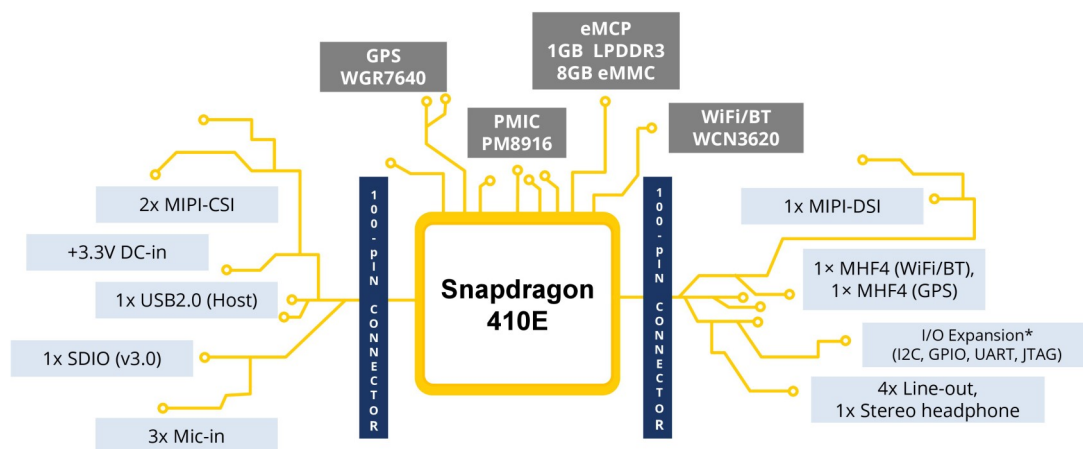 GPS
WGR7640
eMCP
1GB LPDDR3
8GB eMMC
PMIC
PM8916
WiFi/BT
WCN3620
2x MIPI-CSI
+3.3V DC-in
1x USB2.0 (Host)
1x SDIO (v3.0)
3x Mic-in
100-pIN CONNECTOR
Snapdragon
410E
100-pIN CONNECTOR
1x MIPI-DSI
1× MHF4 (WiFi/BT),
1× MHF4 (GPS)
I/O Expansion*
(I2C, GPIO, UART, JTAG)
4x Line-out,
1x Stereo headphone